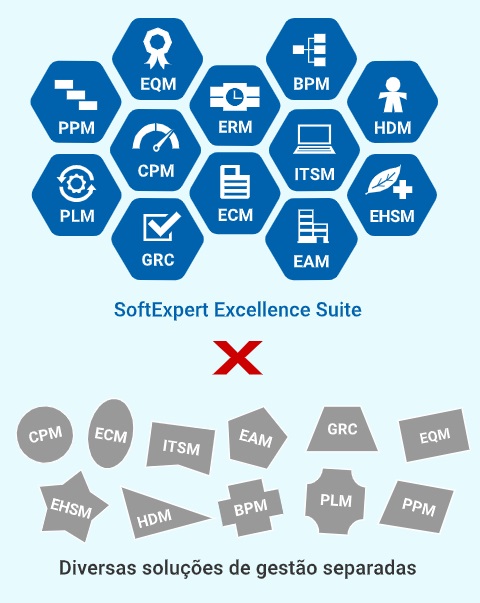 EQM
BPM
PPM
ERM
HDM
CPM
ITSM
PLM
ECM
EHSM
GRC
EAM
SoftExpert Excellence Suite
CPM
ECM
ITSM
EAM
GRC
EQM
EHSM
HDM
BPM
PLM
PPM
Diversas soluções de gestão separadas